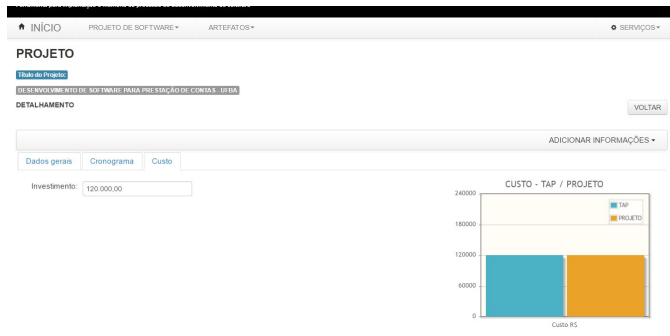 INÍCIO PROJETO DE SOFTWARE ARTEFATOS SERVIÇOS
PROJETO
Título do Projeto:
DESENVOLVIMENTO DE SOFTWARE PARA PRESTAÇÃO DE CONTAS - UFBA
DETALHAMENTO
VOLTAR
ADICIONAR INFORMAÇÕES
Dados gerais Cronograma Custo
Investimento: 120.000,00
CUSTO - TAP / PROJETO
240000
TAP
PROJETO
180000
120000
60000
0
Custo R$